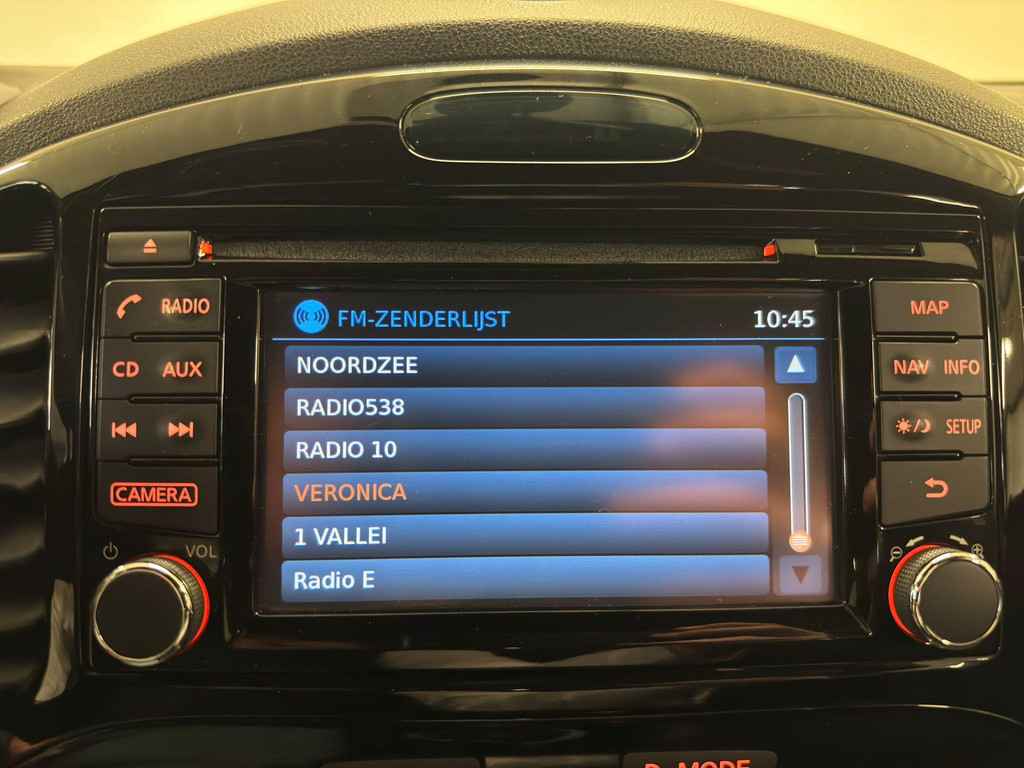 RADIO
CD AUX
CAMERA
VOL
FM-ZENDERLIJST 10:45
NOORDZEE
RADIO538
RADIO 10
VERONICA
1 VALLEI
Radio E
MAP
NAV INFO
SETUP
D-MODE